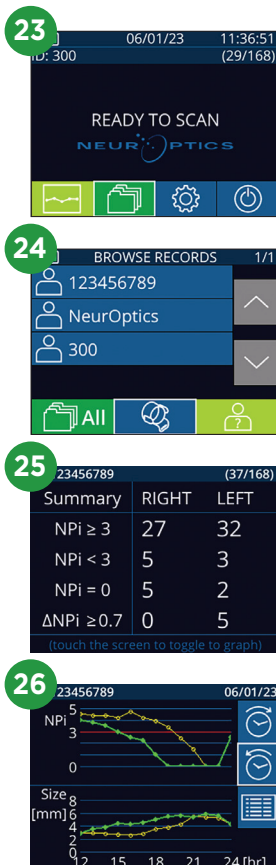 23
06/01/23 11:36:51
ID: 300 (29/168)
READY TO SCAN
NEUROPTICS
24
BROWSE RECORDS 1/1
123456789
NeurOptics
300
All
?
25
23456789 (37/168)
Summary RIGHT LEFT
NPi ≥ 3 27 32
NPi < 3 5 3
NPi = 0 5 2
ΔNPi ≥0.7 0 5
(touch the screen to toggle to graph)
26
23456789 06/01/23
NPi 5
3
0
Size 8
[mm] 6
4
2
0
12 15 18 21 24 [hr]